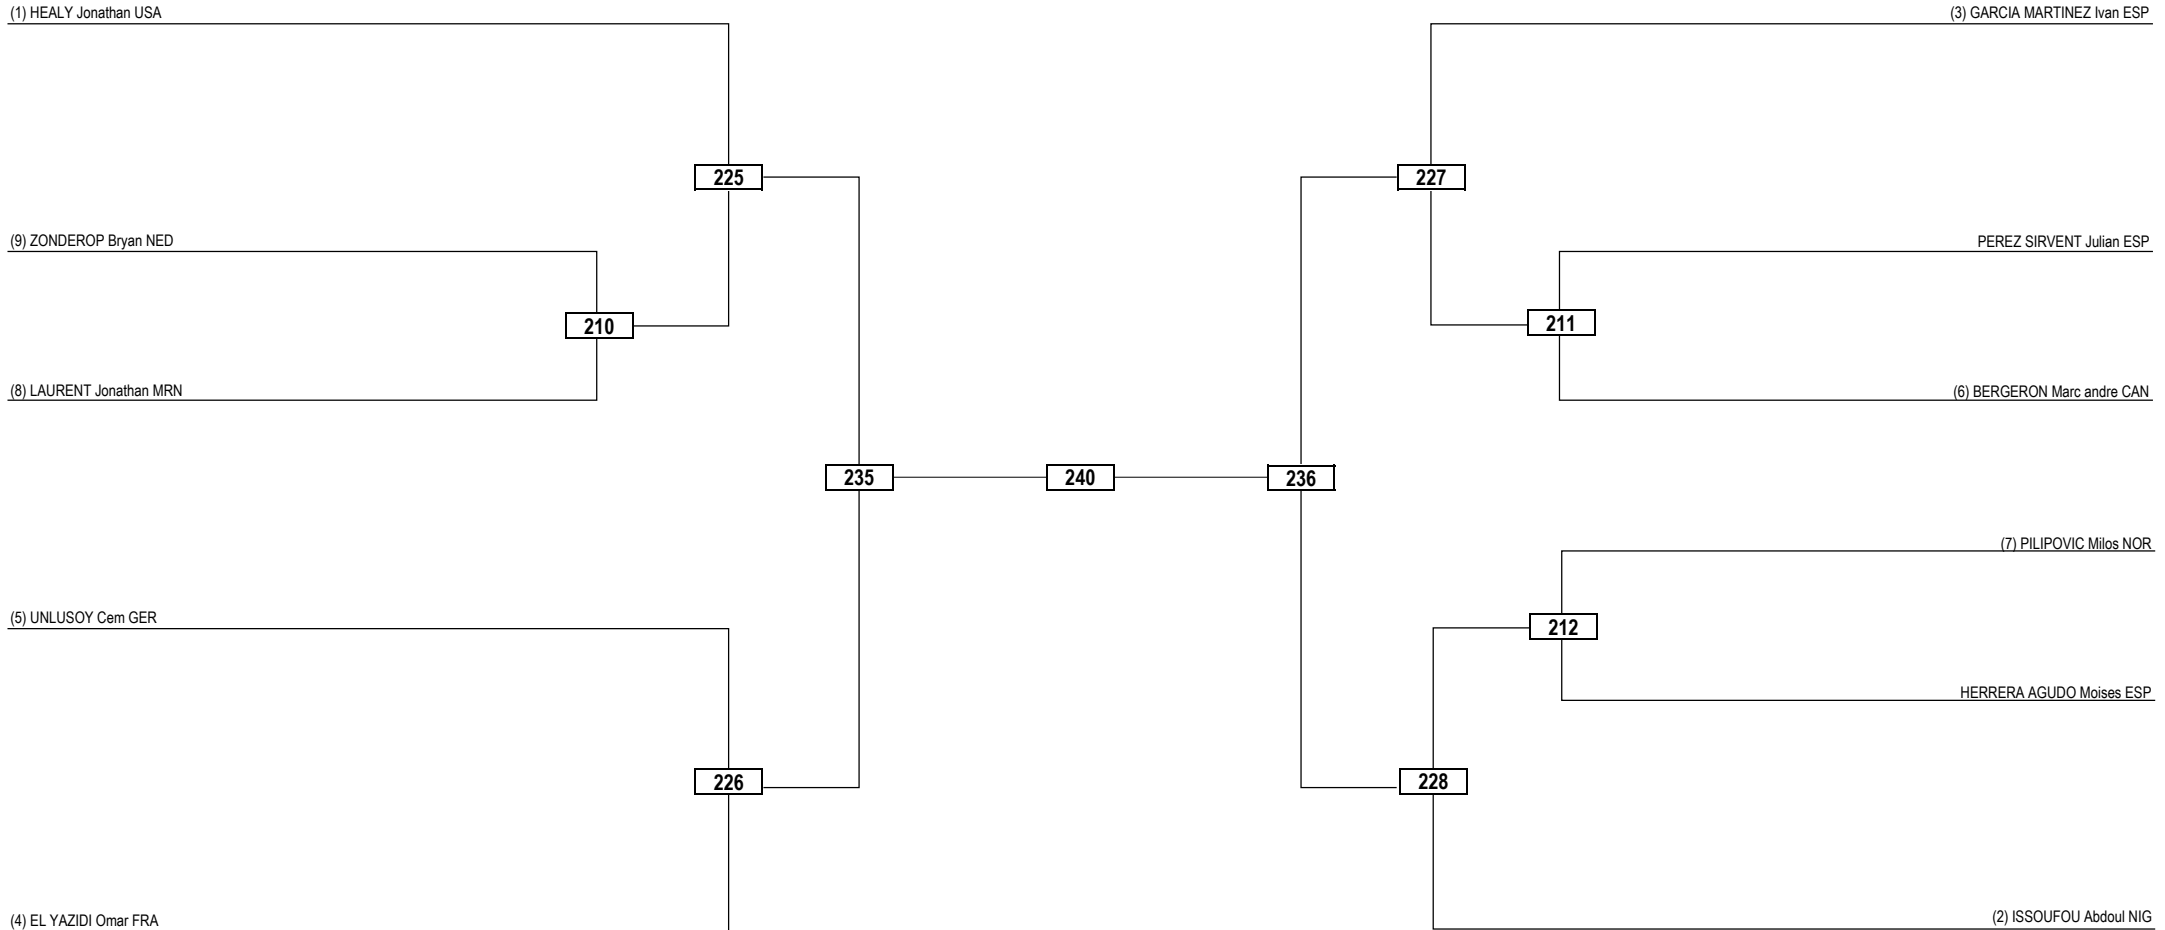 (1) HEALY Jonathan USA
(3) GARCIA MARTINEZ Ivan ESP
225
227
(9) ZONDEROP Bryan NED
PEREZ SIRVENT Julian ESP
210
211
(8) LAURENT Jonathan MRN
(6) BERGERON Marc andre CAN
235
240
236
(7) PILIPOVIC Milos NOR
(5) UNLUSOY Cem GER
212
HERRERA AGUDO Moises ESP
226
228
(4) EL YAZIDI Omar FRA
(2) ISSOUFOU Abdoul NIG